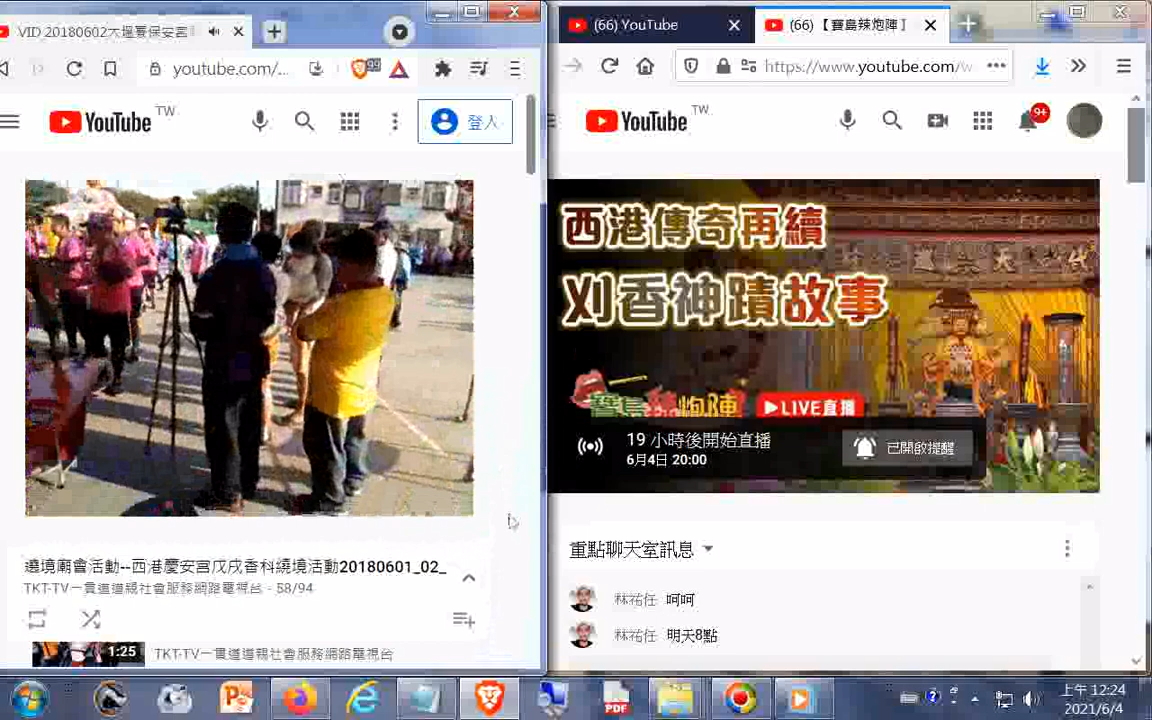 VID 20180602大塭寮保安宮
youtube.com/...
99
YouTube TW
登入
遶境廟會活動--西港慶安宮戊戌香科繞境活動20180601_02_
TKT-TV一貫道道親社會服務網路電視台 - 58/94
1:25
TKT-TV一貫道道親社會服務網路電視台
(66) YouTube
(66) 【寶島辣炮陣】
https://www.youtube.com/w
YouTube TW
9+
西港傳奇再續
刈香神蹟故事
寶島辣炮陣
LIVE直播
19 小時後開始直播
6月4日 20:00
已開啟提醒
重點聊天室訊息
林祐任 呵呵
林祐任 明天8點
PDF
上午 12:24
2021/6/4